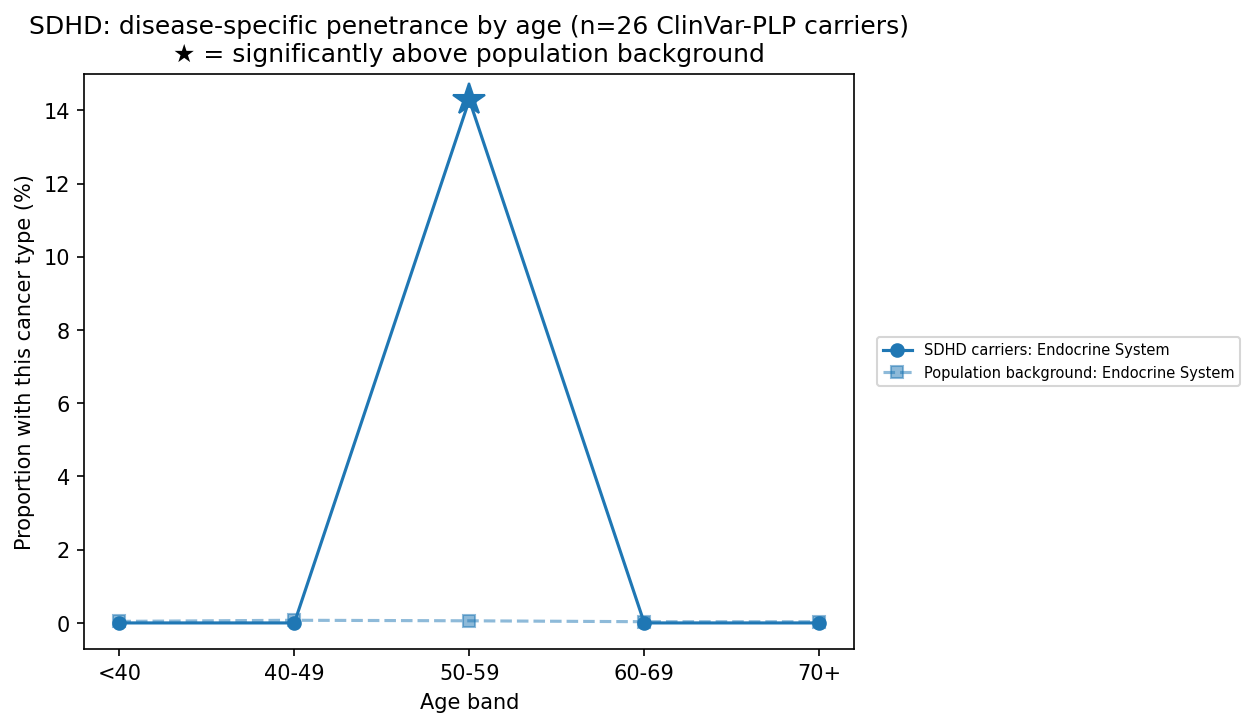 SDHD: disease-specific penetrance by age (n=26 ClinVar-PLP carriers)
★ = significantly above population background
Proportion with this cancer type (%)
14
12
10
8
6
4
2
0
<40
40-49
50-59
60-69
70+
Age band
SDHD carriers: Endocrine System
Population background: Endocrine System